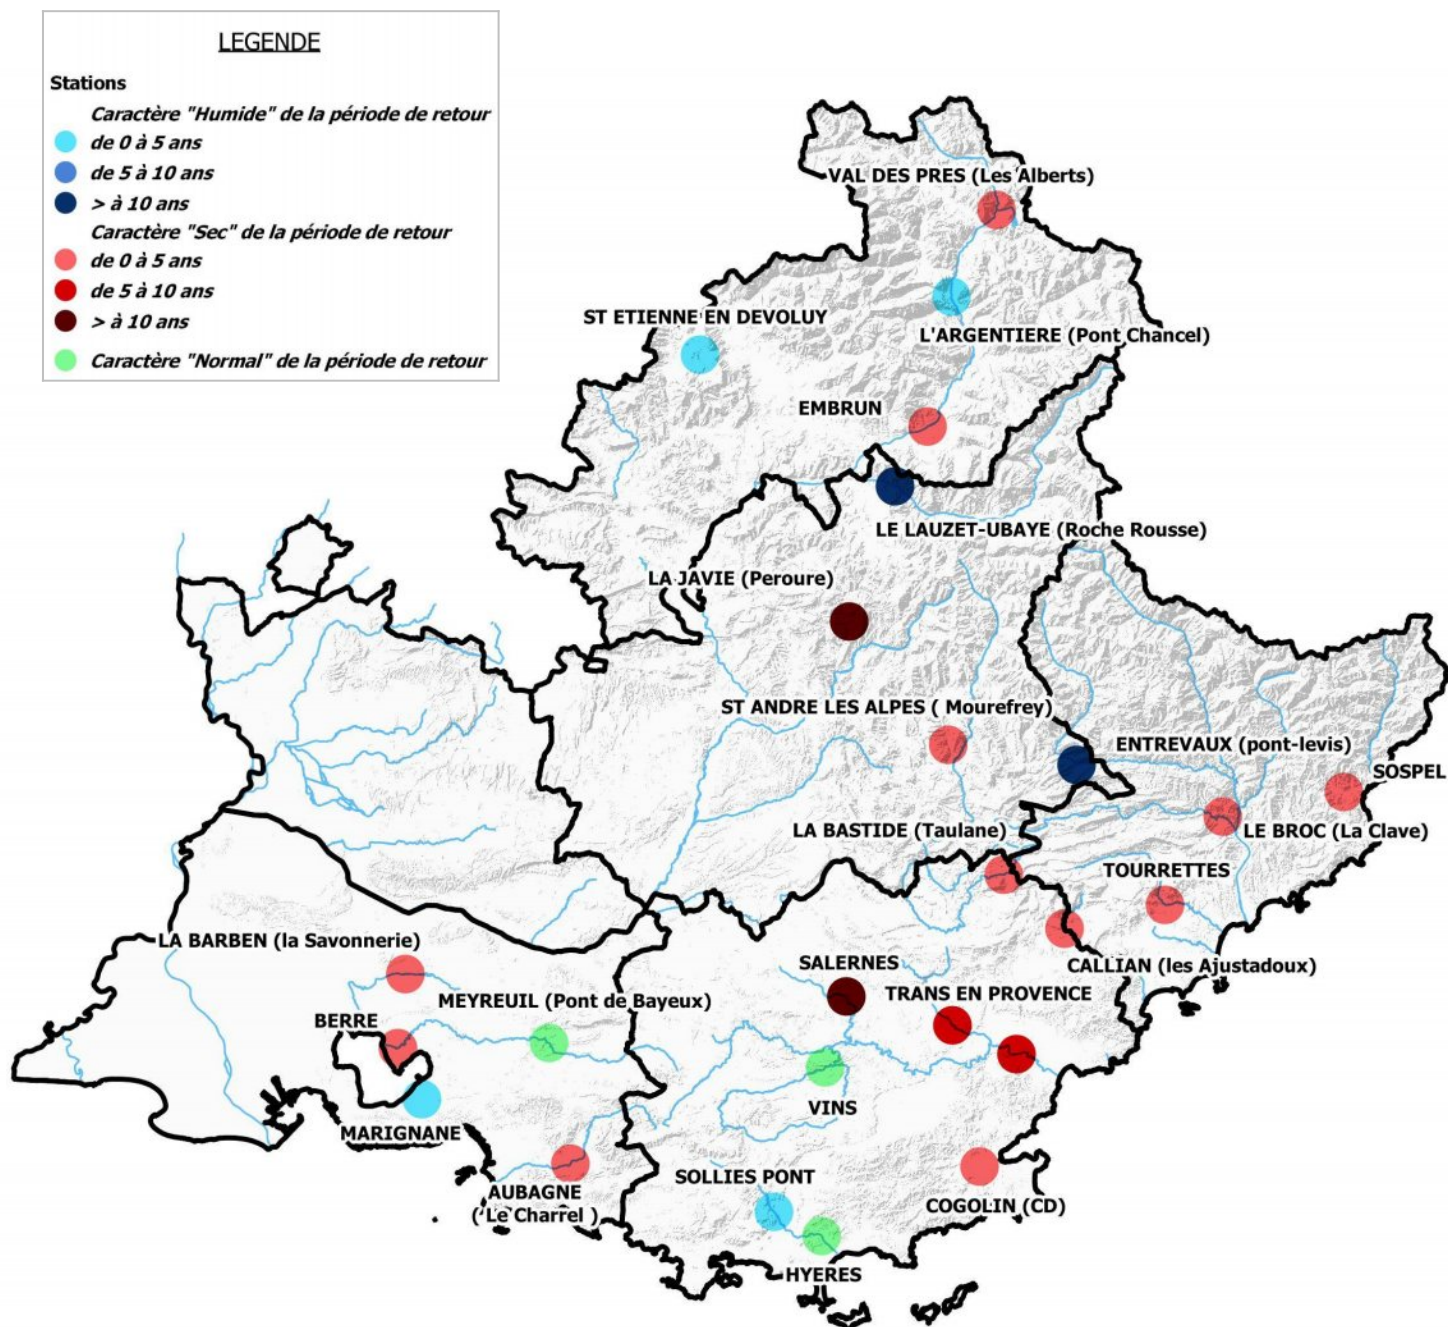 LEGENDE
Stations
Caractère "Humide" de la période de retour
de 0 à 5 ans
de 5 à 10 ans
> à 10 ans
Caractère "Sec" de la période de retour
de 0 à 5 ans
de 5 à 10 ans
> à 10 ans
Caractère "Normal" de la période de retour
VAL DES PRES (Les Alberts)
ST ETIENNE EN DEVOLUY
L'ARGENTIERE (Pont Chancel)
EMBRUN
LE LAUZET-UBAYE (Roche Rousse)
LA JAVIE (Peroure)
ST ANDRE LES ALPES ( Mourefrey)
ENTREVAUX (pont-levis)
SOSPEL
LA BASTIDE (Taulane)
LE BROC (La Clave)
TOURRETTES
LA BARBEN (la Savonnerie)
SALERNES
CALLIAN (les Ajustadoux)
MEYREUIL (Pont de Bayeux)
TRANS EN PROVENCE
BERRE
VINS
MARIGNANE
SOLLIES PONT
AUBAGNE
( Le Charrel )
COGOLIN (CD)
HYERES